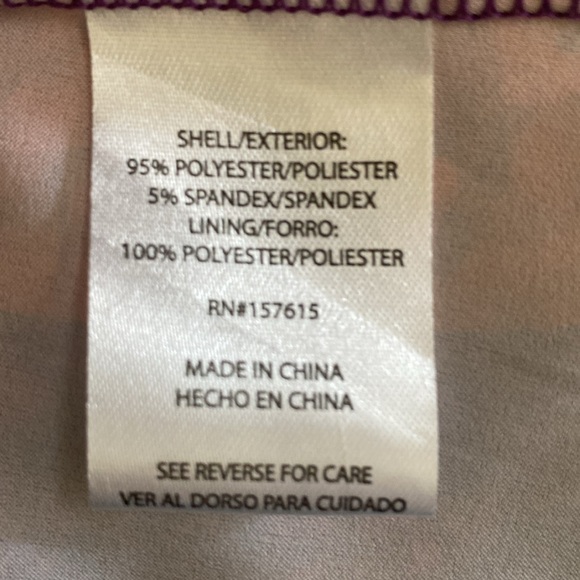 SHELL/EXTERIOR:
95% POLYESTER/POLIESTER
5% SPANDEX/SPANDEX
LINING/FORRO:
100% POLYESTER/POLIESTER
RN#157615
MADE IN CHINA
HECHO EN CHINA
SEE REVERSE FOR CARE
VER AL DORSO PARA CUIDADO